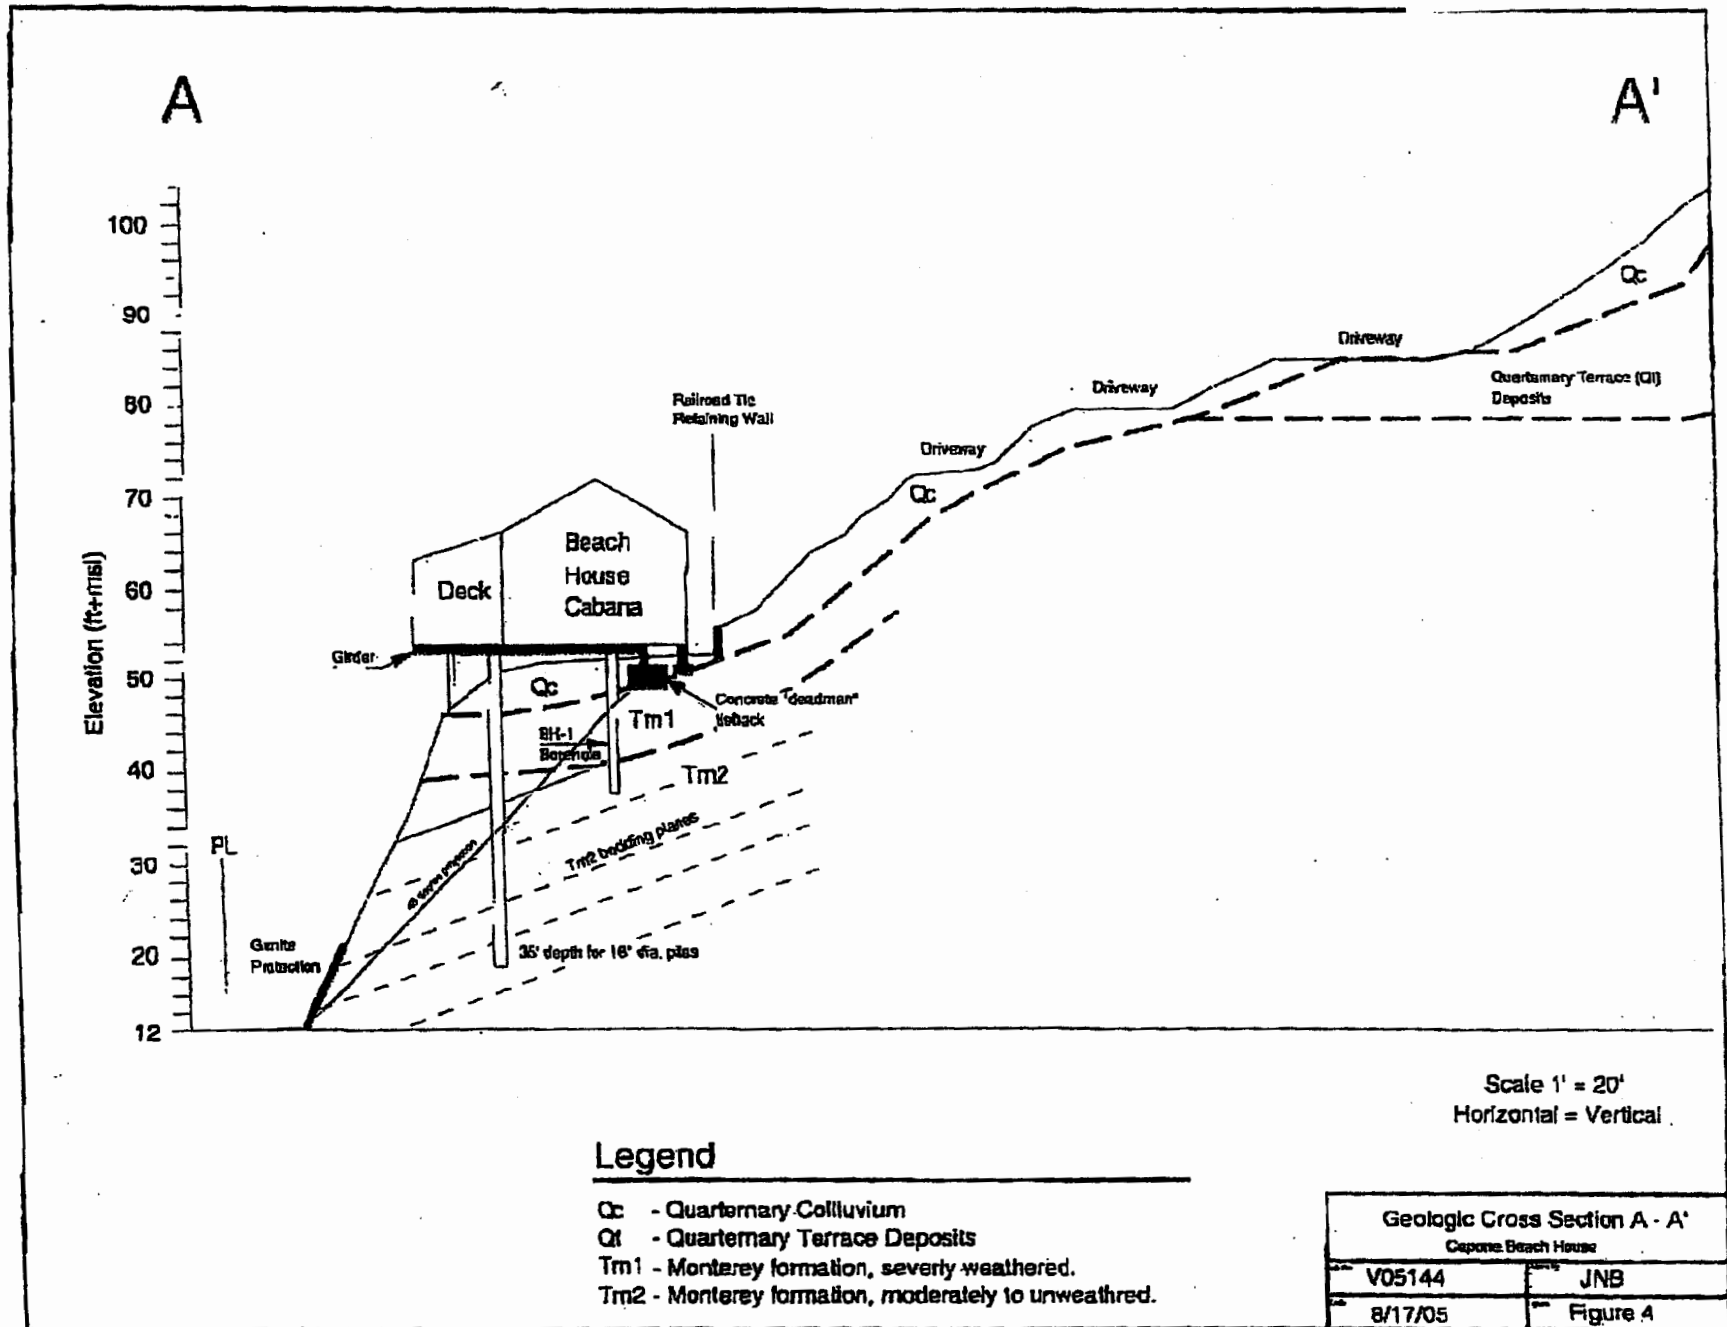 A
A'
100
90
80
70
60
50
40
30
20
12
Elevation (ft+msl)
PL
Railroad Tie
Retaining Wall
Driveway
Driveway
Driveway
Qc
Qc
Quarternary Terrace (Qt)
Deposits
Beach
House
Cabana
Deck
Girder
Qc
Tm1
Concrete "deadman"
tieback
BH-1
Borehole
Tm2
Tm2 bedding planes
Gunite
Protection
35' depth for 16" dia. piles
Scale 1" = 20'
Horizontal = Vertical
Legend
Qc - Quarternary Colliuvium
Qt - Quarternary Terrace Deposits
Tm1 - Monterey formation, severly weathered.
Tm2 - Monterey formation, moderately to unweathred.
Geologic Cross Section A - A'
Capone Beach House
V05144
JNB
8/17/05
Figure 4